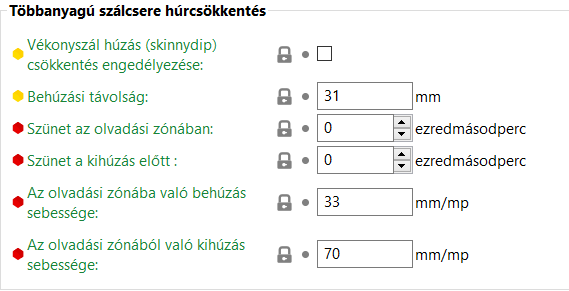 Többanyagú szálcsere húrcsökkentés
Vékonyszál húzás (skinnydip)
csökkentés engedélyezése:
Behúzási távolság: 31 mm
Szünet az olvadási zónában: 0 ezredmásodperc
Szünet a kihúzás előtt : 0 ezredmásodperc
Az olvadási zónába való behúzás
sebessége: 33 mm/mp
Az olvadási zónából való kihúzás
sebessége: 70 mm/mp